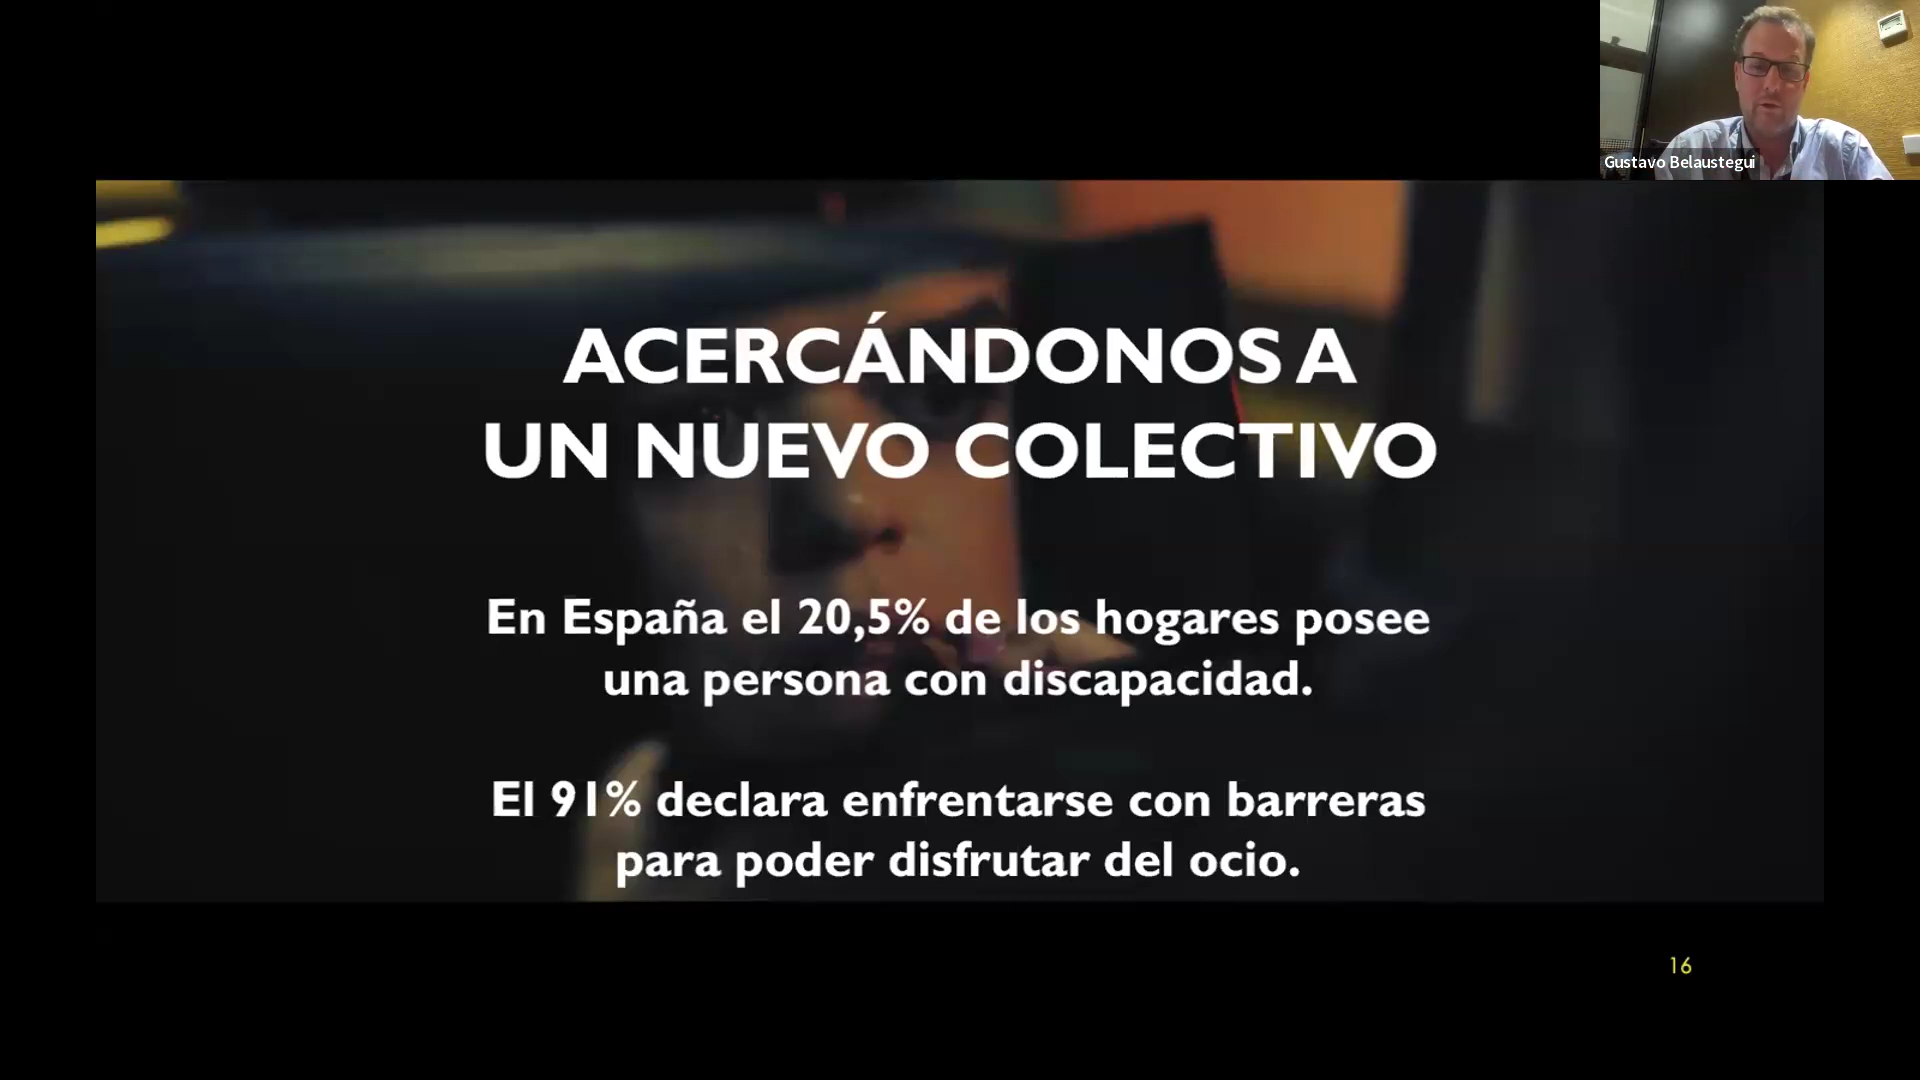 Gustavo Belaustegui
ACERCÁNDONOS A
UN NUEVO COLECTIVO
En España el 20,5% de los hogares posee
una persona con discapacidad.
El 91% declara enfrentarse con barreras
para poder disfrutar del ocio.
16